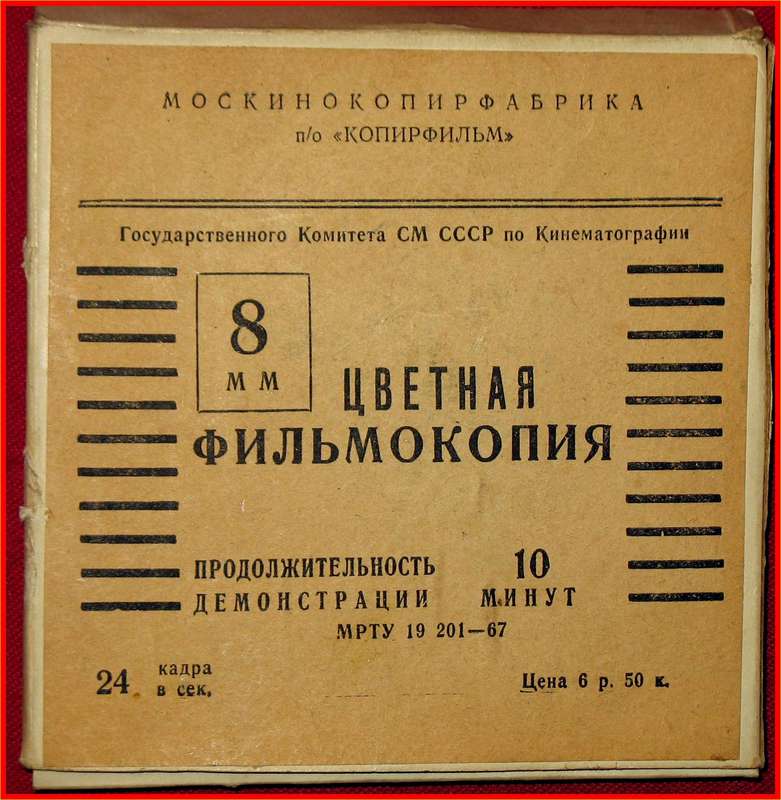 МОСКИНОКОПИРФАБРИКА
п/о «КОПИРФИЛЬМ»
Государственного Комитета СМ СССР по Кинематографии
8
мм
ЦВЕТНАЯ
ФИЛЬМОКОПИЯ
ПРОДОЛЖИТЕЛЬНОСТЬ 10
ДЕМОНСТРАЦИИ МИНУТ
МРТУ 19 201—67
24 кадра
в сек.
Цена 6 р. 50 к.